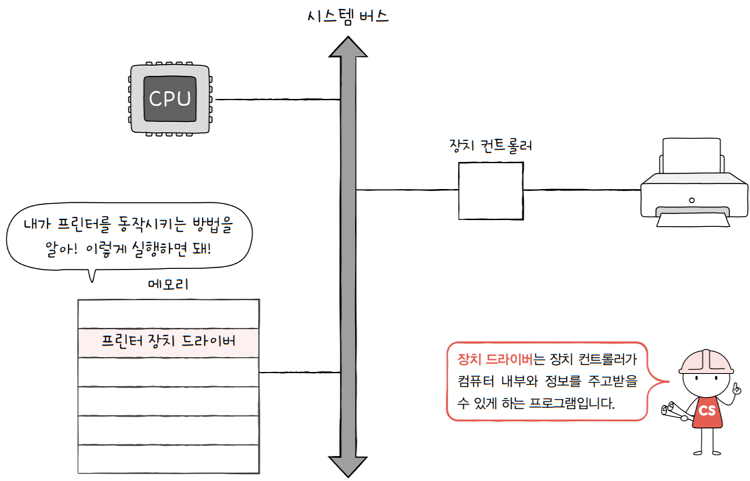 시스템 버스
CPU
장치 컨트롤러
내가 프린터를 동작시키는 방법을
알아! 이렇게 실행하면 돼!
메모리
프린터 장치 드라이버
장치 드라이버는 장치 컨트롤러가
컴퓨터 내부와 정보를 주고받을
수 있게 하는 프로그램입니다.
CS